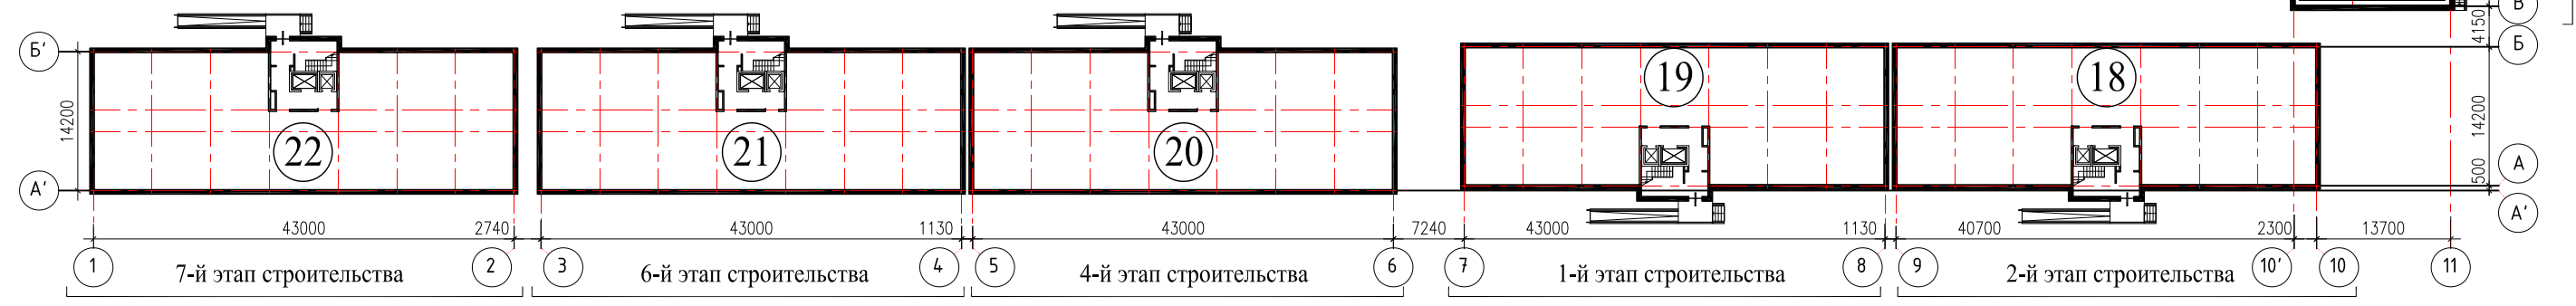 В
4150
Б'
Б
19
18
14200
14200
22
21
20
А
500
А'
А'
43000
2740
43000
1130
43000
7240
43000
1130
40700
2300
13700
1
2
3
4
5
6
7
8
9
10'
10
11
7-й этап строительства
6-й этап строительства
4-й этап строительства
1-й этап строительства
2-й этап строительства